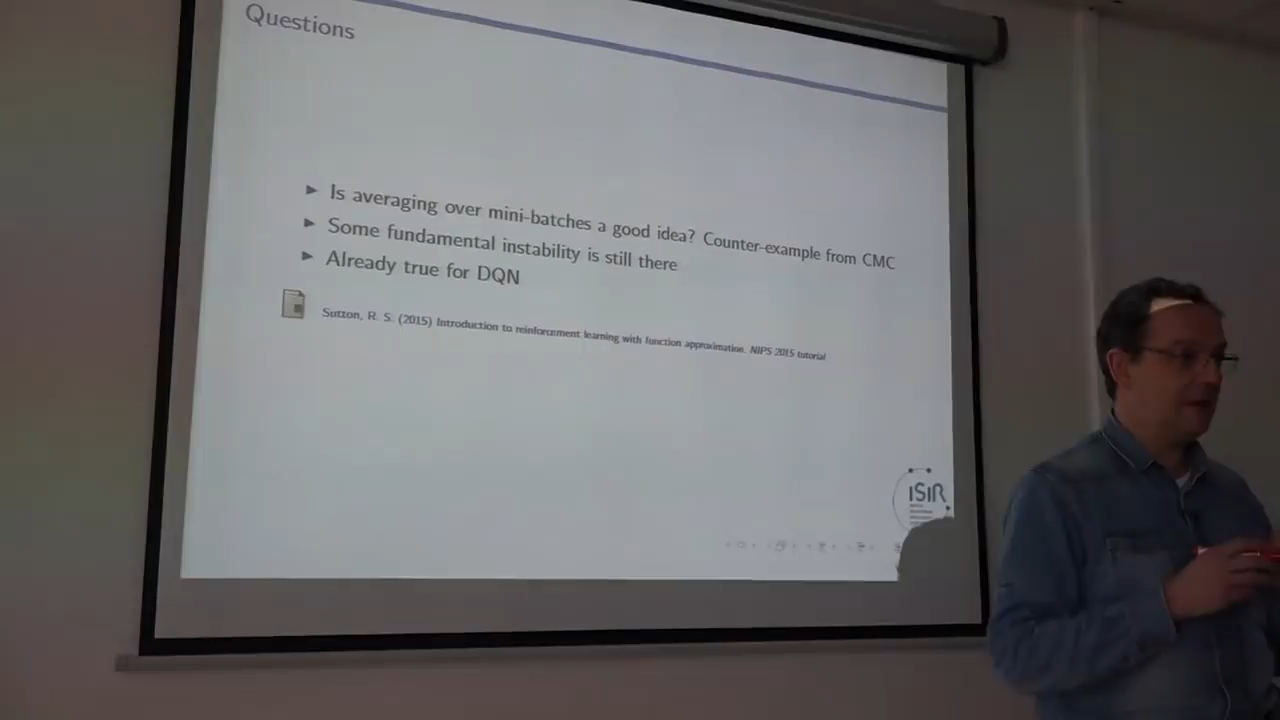 Questions
Is averaging over mini-batches a good idea? Counter-example from CMC
Some fundamental instability is still there
Already true for DQN
Sutton, R. S. (2015) Introduction to reinforcement learning with function approximation. NIPS 2015 tutorial
ISIR